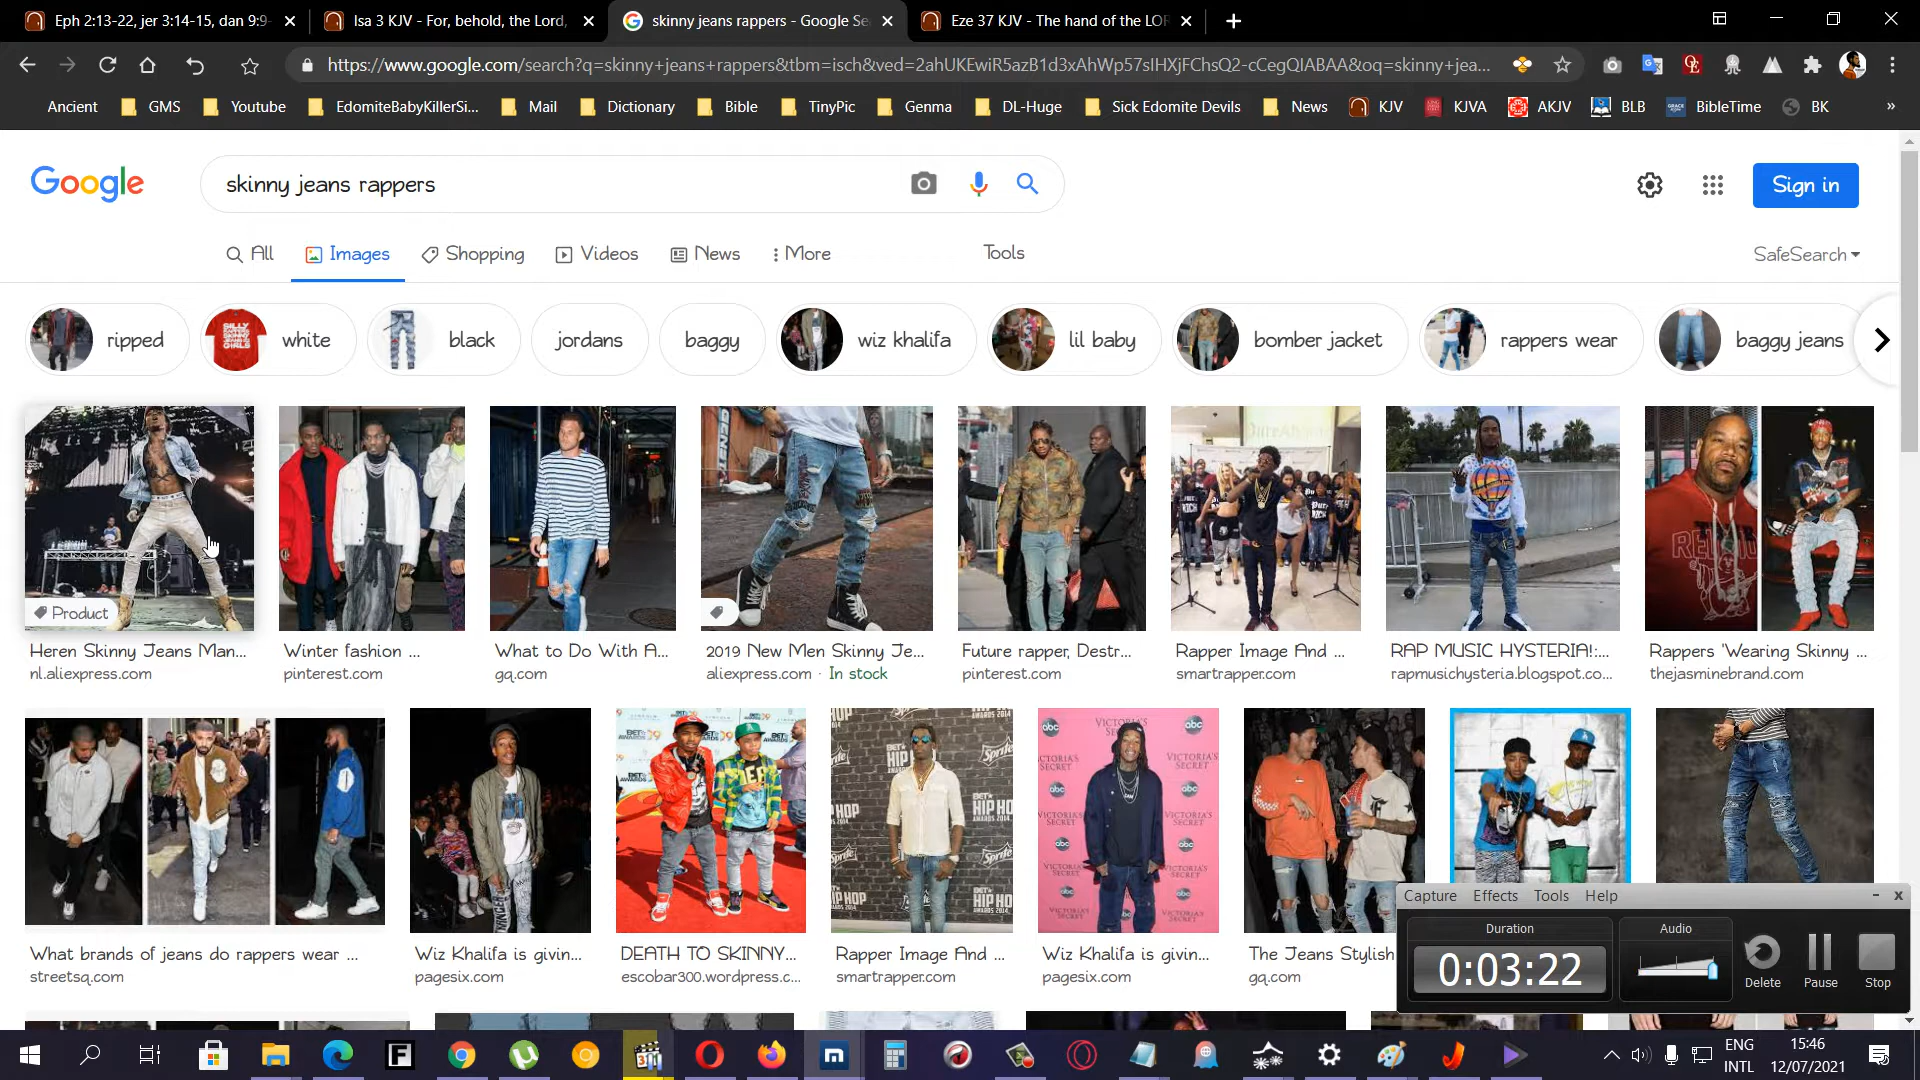 Eph 2:13-22, jer 3:14-15, dan 9:9-
Isa 3 KJV - For, behold, the Lord,
skinny jeans rappers - Google Se
Eze 37 KJV - The hand of the LOR
https://www.google.com/search?q=skinny+jeans+rappers&tbm=isch&ved=2ahUKEwiR5azB1d3xAhWp57sIHXjFChsQ2-cCegQIABAA&oq=skinny+jea...
Ancient GMS Youtube EdomiteBabyKillerSi... Mail Dictionary Bible TinyPic Genma DL-Huge Sick Edomite Devils News KJV KJVA AKJV BLB BibleTime BK »
Google
skinny jeans rappers
Sign in
All Images Shopping Videos News More Tools SafeSearch
ripped white black jordans baggy wiz khalifa lil baby bomber jacket rappers wear baggy jeans
Product
Heren Skinny Jeans Man...
nl.aliexpress.com
Winter fashion ...
pinterest.com
What to Do With A...
gq.com
2019 New Men Skinny Je...
aliexpress.com · In stock
Future rapper, Destr...
pinterest.com
Rapper Image And ...
smartrapper.com
RAP MUSIC HYSTERIA!:...
rapmusichysteria.blogspot.co...
Rappers 'Wearing Skinny ...
thejasminebrand.com
What brands of jeans do rappers wear ...
streetsq.com
Wiz Khalifa is givin...
pagesix.com
DEATH TO SKINNY...
escobar300.wordpress.c...
Rapper Image And ...
smartrapper.com
Wiz Khalifa is givin...
pagesix.com
The Jeans Stylish
gq.com
Capture Effects Tools Help
Duration
0:03:22
Audio
Delete Pause Stop
ENG
INTL
15:46
12/07/2021